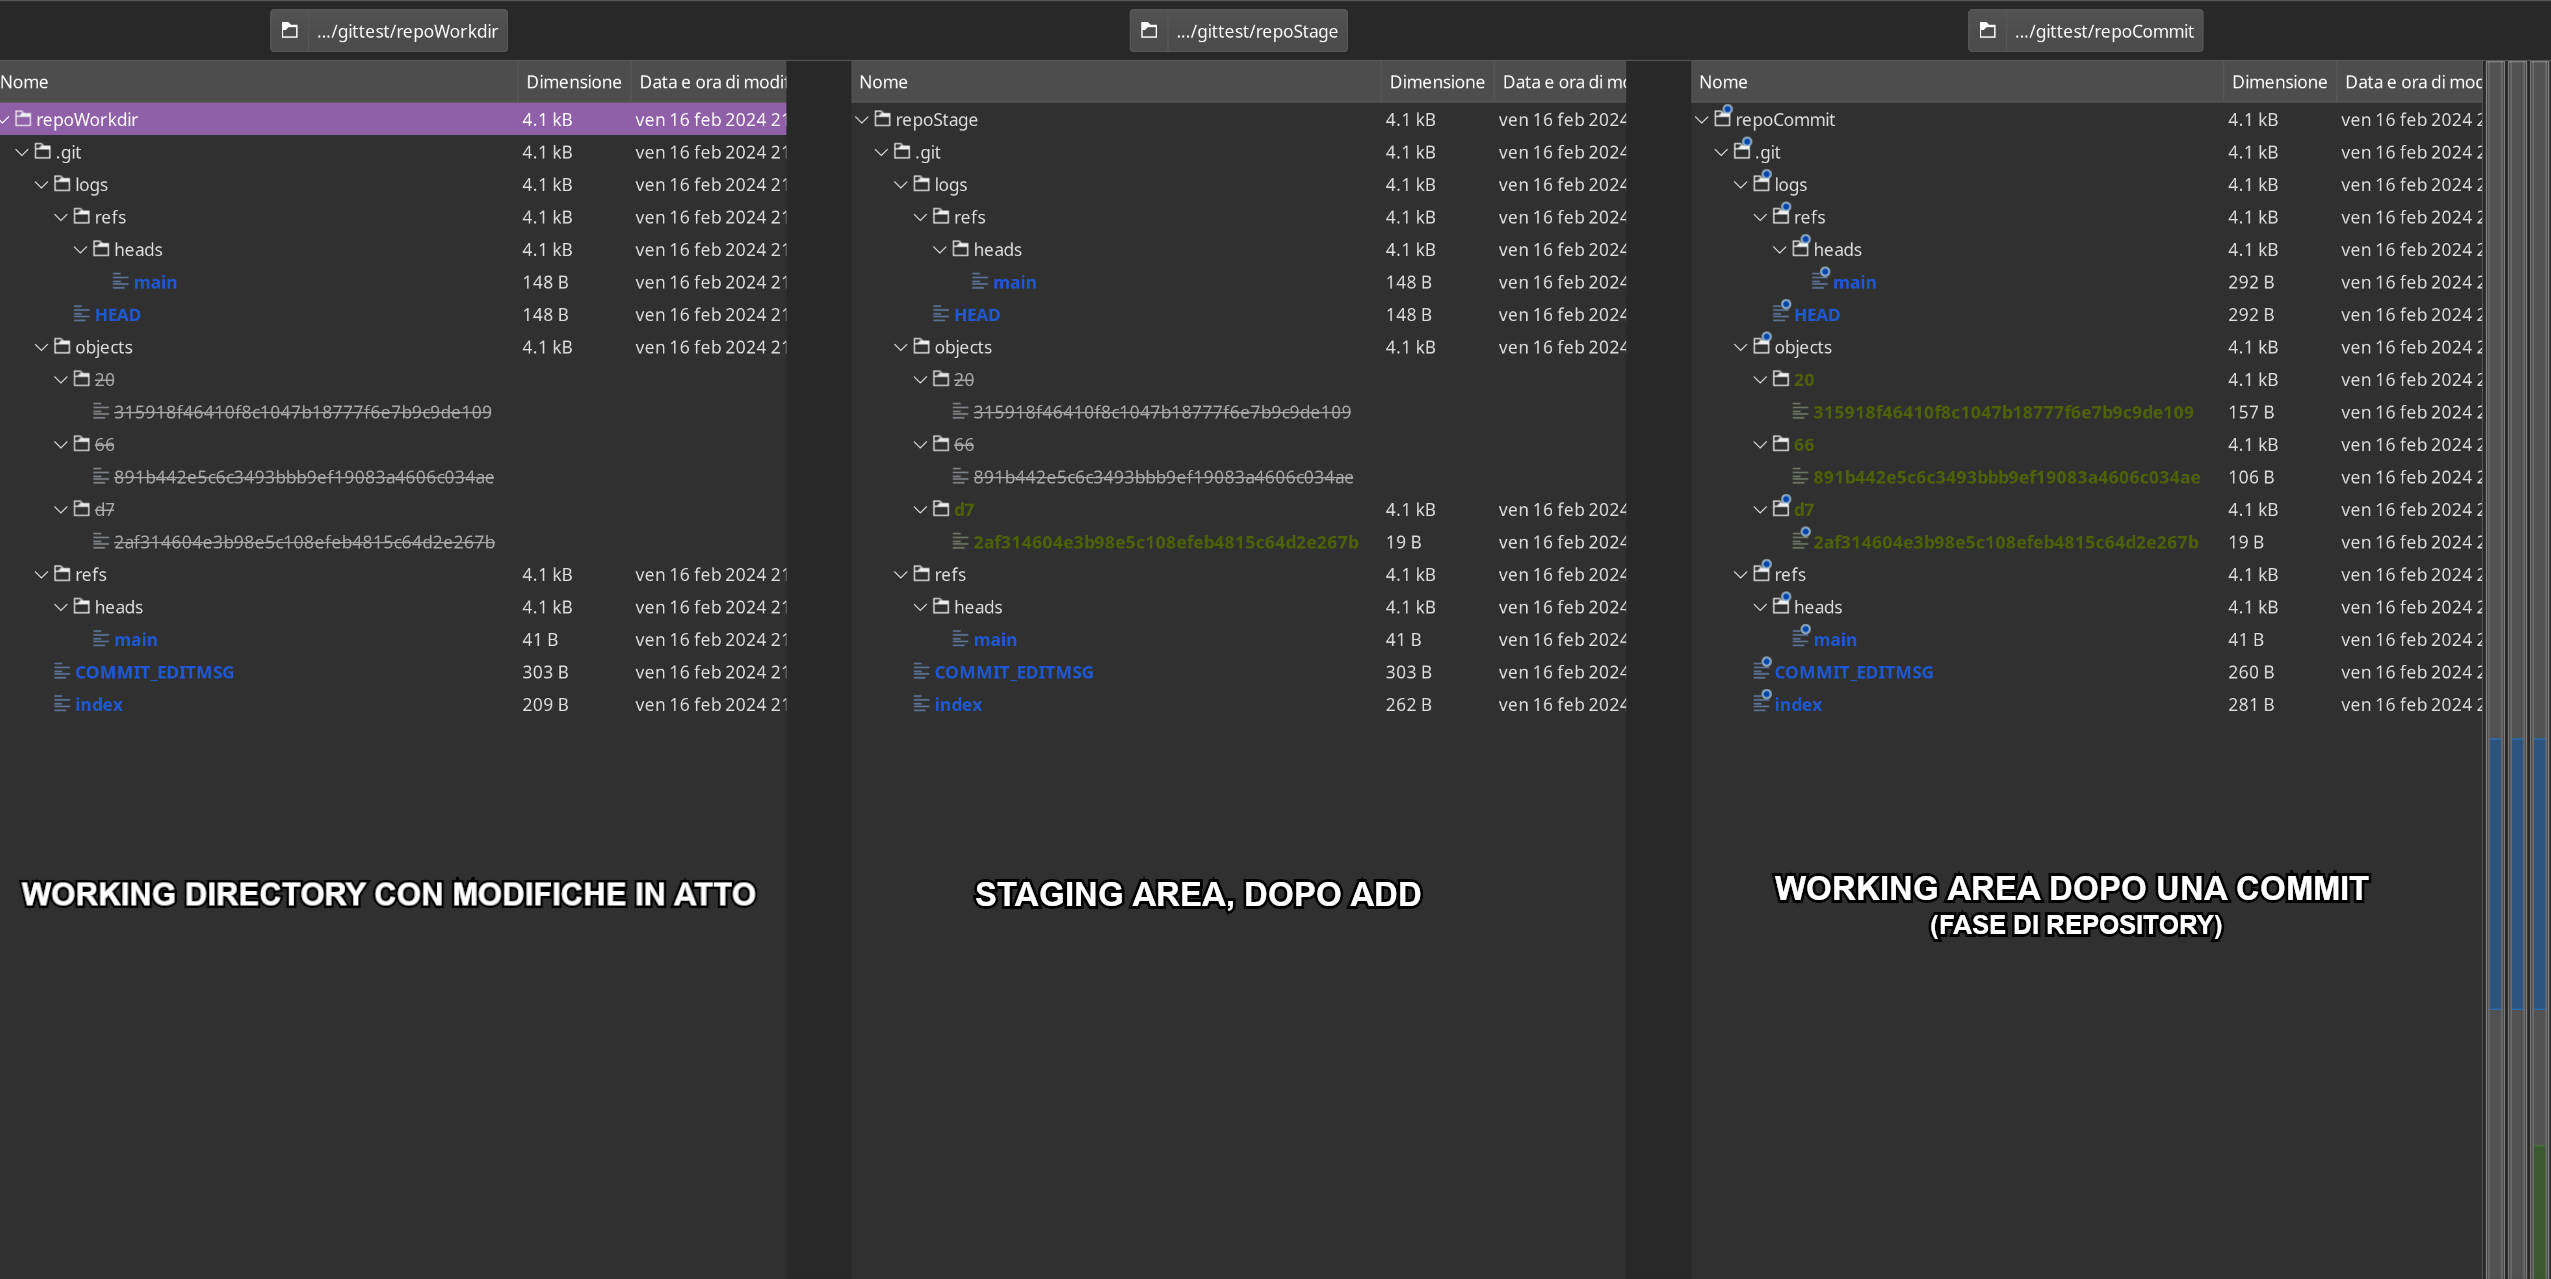 .../gittest/repoWorkdir
Nome Dimensione Data e ora di modif
repoWorkdir 4.1 kB ven 16 feb 2024 21
.git 4.1 kB ven 16 feb 2024 21
logs 4.1 kB ven 16 feb 2024 21
refs 4.1 kB ven 16 feb 2024 21
heads 4.1 kB ven 16 feb 2024 21
main 148 B ven 16 feb 2024 21
HEAD 148 B ven 16 feb 2024 21
objects 4.1 kB ven 16 feb 2024 21
20
315918f46410f8c1047b18777f6e7b9c9de109
66
891b442e5c6c3493bbb9ef19083a4606c034ae
d7
2af314604e3b98e5c108efeb4815c64d2e267b
refs 4.1 kB ven 16 feb 2024 21
heads 4.1 kB ven 16 feb 2024 21
main 41 B ven 16 feb 2024 21
COMMIT_EDITMSG 303 B ven 16 feb 2024 21
index 209 B ven 16 feb 2024 21
WORKING DIRECTORY CON MODIFICHE IN ATTO
.../gittest/repoStage
Nome Dimensione Data e ora di mo
repoStage 4.1 kB ven 16 feb 2024
.git 4.1 kB ven 16 feb 2024
logs 4.1 kB ven 16 feb 2024
refs 4.1 kB ven 16 feb 2024
heads 4.1 kB ven 16 feb 2024
main 148 B ven 16 feb 2024
HEAD 148 B ven 16 feb 2024
objects 4.1 kB ven 16 feb 2024
20
315918f46410f8c1047b18777f6e7b9c9de109
66
891b442e5c6c3493bbb9ef19083a4606c034ae
d7 4.1 kB ven 16 feb 2024
2af314604e3b98e5c108efeb4815c64d2e267b 19 B ven 16 feb 2024
refs 4.1 kB ven 16 feb 2024
heads 4.1 kB ven 16 feb 2024
main 41 B ven 16 feb 2024
COMMIT_EDITMSG 303 B ven 16 feb 2024
index 262 B ven 16 feb 2024
STAGING AREA, DOPO ADD
.../gittest/repoCommit
Nome Dimensione Data e ora di mod
repoCommit 4.1 kB ven 16 feb 2024 2
.git 4.1 kB ven 16 feb 2024 2
logs 4.1 kB ven 16 feb 2024 2
refs 4.1 kB ven 16 feb 2024 2
heads 4.1 kB ven 16 feb 2024 2
main 292 B ven 16 feb 2024 2
HEAD 292 B ven 16 feb 2024 2
objects 4.1 kB ven 16 feb 2024 2
20 4.1 kB ven 16 feb 2024 2
315918f46410f8c1047b18777f6e7b9c9de109 157 B ven 16 feb 2024 2
66 4.1 kB ven 16 feb 2024 2
891b442e5c6c3493bbb9ef19083a4606c034ae 106 B ven 16 feb 2024 2
d7 4.1 kB ven 16 feb 2024 2
2af314604e3b98e5c108efeb4815c64d2e267b 19 B ven 16 feb 2024 2
refs 4.1 kB ven 16 feb 2024 2
heads 4.1 kB ven 16 feb 2024 2
main 41 B ven 16 feb 2024 2
COMMIT_EDITMSG 260 B ven 16 feb 2024 2
index 281 B ven 16 feb 2024 2
WORKING AREA DOPO UNA COMMIT
(FASE DI REPOSITORY)